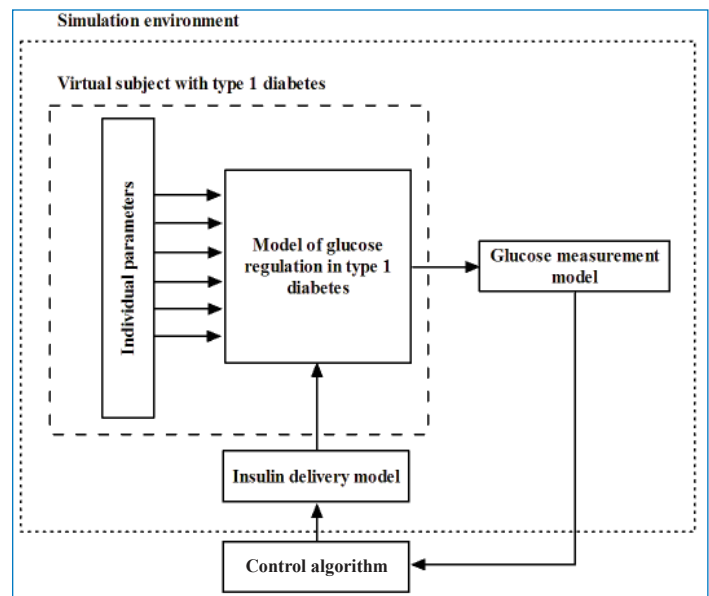 Simulation environment
Virtual subject with type 1 diabetes
Individual parameters
Model of glucose
regulation in type 1
diabetes
Glucose measurement
model
Insulin delivery model
Control algorithm